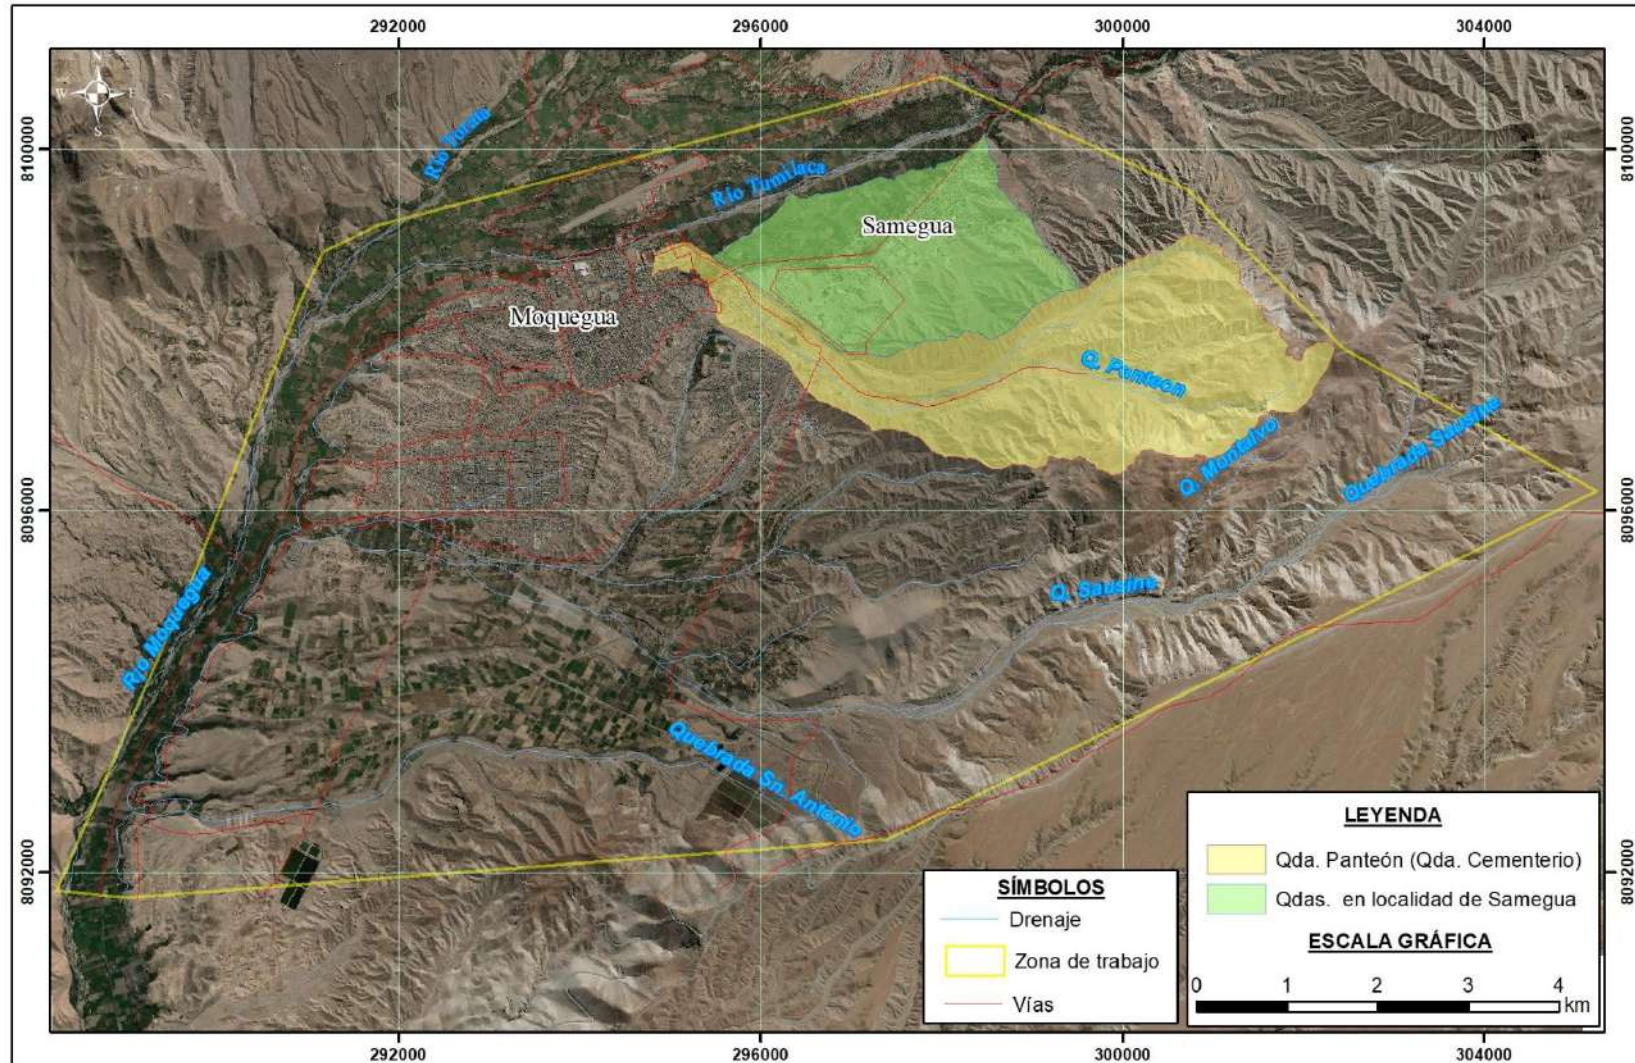 292000
296000
300000
304000
N
W
E
S
8100000
8100000
Río Torata
Río Tumilaca
Samegua
Moquegua
Q. Panteon
Q. Montalvo
Quebrada Sausine
8096000
8096000
Q. Sausine
Río Moquegua
Quebrada Sn. Antonio
8092000
8092000
SÍMBOLOS
Drenaje
Zona de trabajo
Vías
LEYENDA
Qda. Panteón (Qda. Cementerio)
Qdas. en localidad de Samegua
ESCALA GRÁFICA
0 1 2 3 4
km
292000
296000
300000
304000